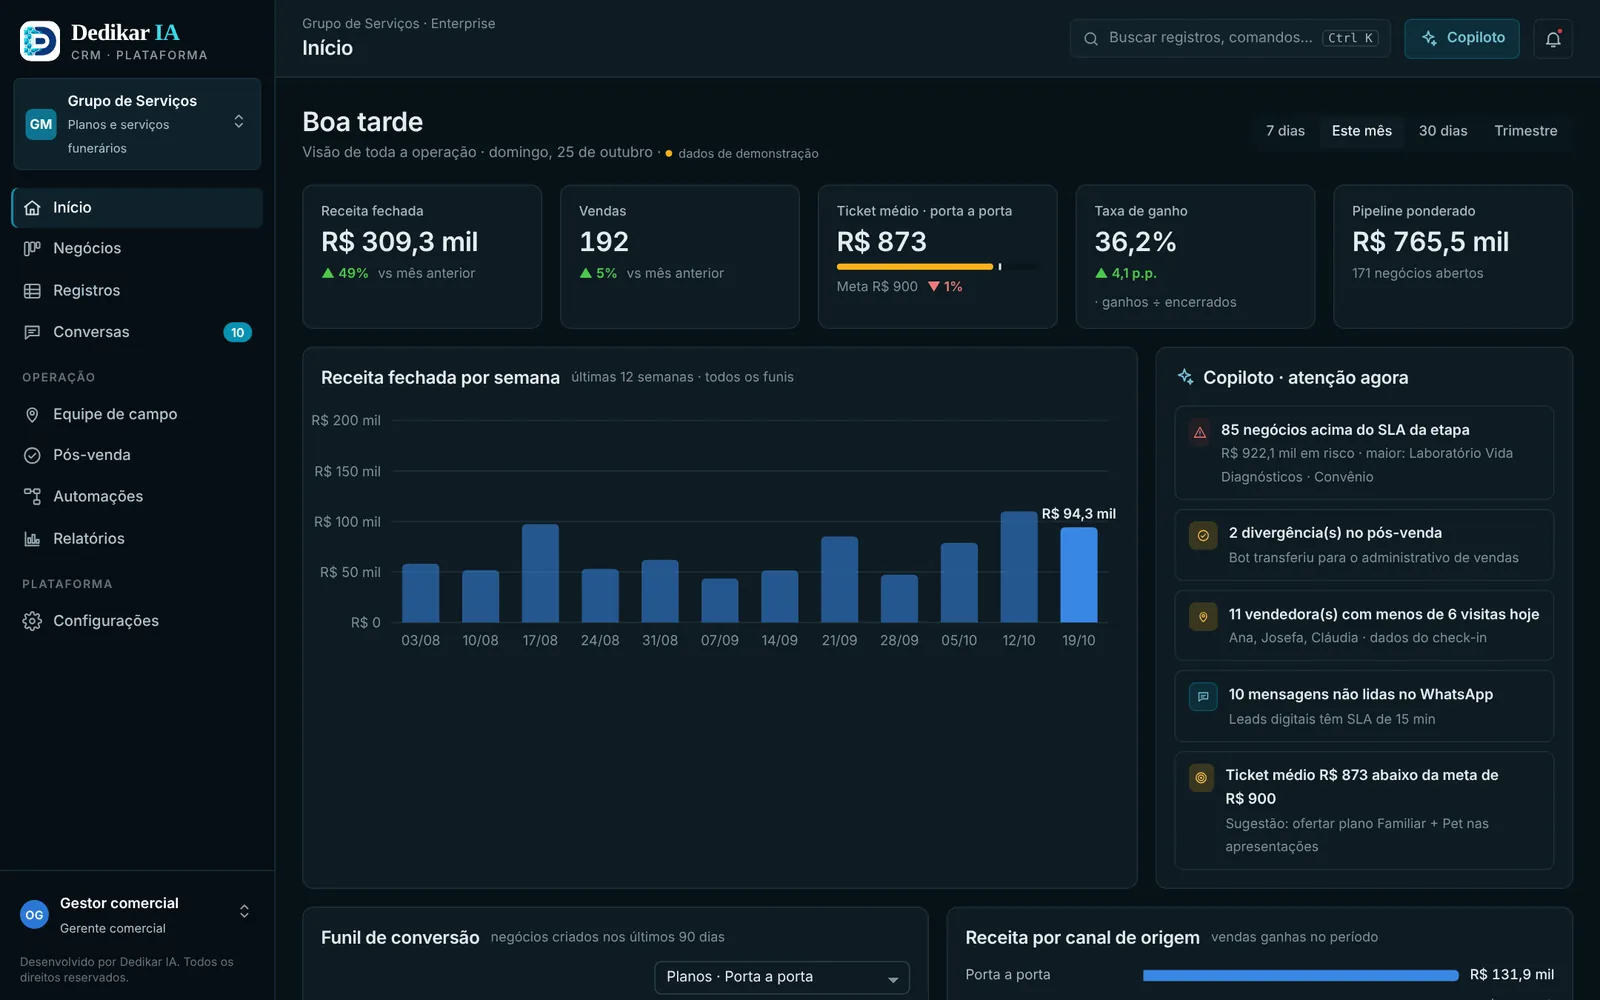 Dedikar IA
CRM · PLATAFORMA
GM
Grupo de Serviços
Planos e serviços
funerários
Início
Negócios
Registros
Conversas
10
OPERAÇÃO
Equipe de campo
Pós-venda
Automações
Relatórios
PLATAFORMA
Configurações
OG
Gestor comercial
Gerente comercial
Desenvolvido por Dedikar IA. Todos os
direitos reservados.
Grupo de Serviços · Enterprise
Início
Buscar registros, comandos...
Ctrl K
Copiloto
Boa tarde
Visão de toda a operação · domingo, 25 de outubro · dados de demonstração
7 dias
Este mês
30 dias
Trimestre
Receita fechada
R$ 309,3 mil
▲ 49% vs mês anterior
Vendas
192
▲ 5% vs mês anterior
Ticket médio · porta a porta
R$ 873
Meta R$ 900 ▼ 1%
Taxa de ganho
36,2%
▲ 4,1 p.p.
· ganhos ÷ encerrados
Pipeline ponderado
R$ 765,5 mil
171 negócios abertos
Receita fechada por semana últimas 12 semanas · todos os funis
R$ 200 mil
R$ 150 mil
R$ 100 mil
R$ 50 mil
R$ 0
R$ 94,3 mil
03/08 10/08 17/08 24/08 31/08 07/09 14/09 21/09 28/09 05/10 12/10 19/10
Copiloto · atenção agora
85 negócios acima do SLA da etapa
R$ 922,1 mil em risco · maior: Laboratório Vida
Diagnósticos · Convênio
2 divergência(s) no pós-venda
Bot transferiu para o administrativo de vendas
11 vendedora(s) com menos de 6 visitas hoje
Ana, Josefa, Cláudia · dados do check-in
10 mensagens não lidas no WhatsApp
Leads digitais têm SLA de 15 min
Ticket médio R$ 873 abaixo da meta de
R$ 900
Sugestão: ofertar plano Familiar + Pet nas
apresentações
Funil de conversão negócios criados nos últimos 90 dias
Planos · Porta a porta
Receita por canal de origem vendas ganhas no período
Porta a porta
R$ 131,9 mil